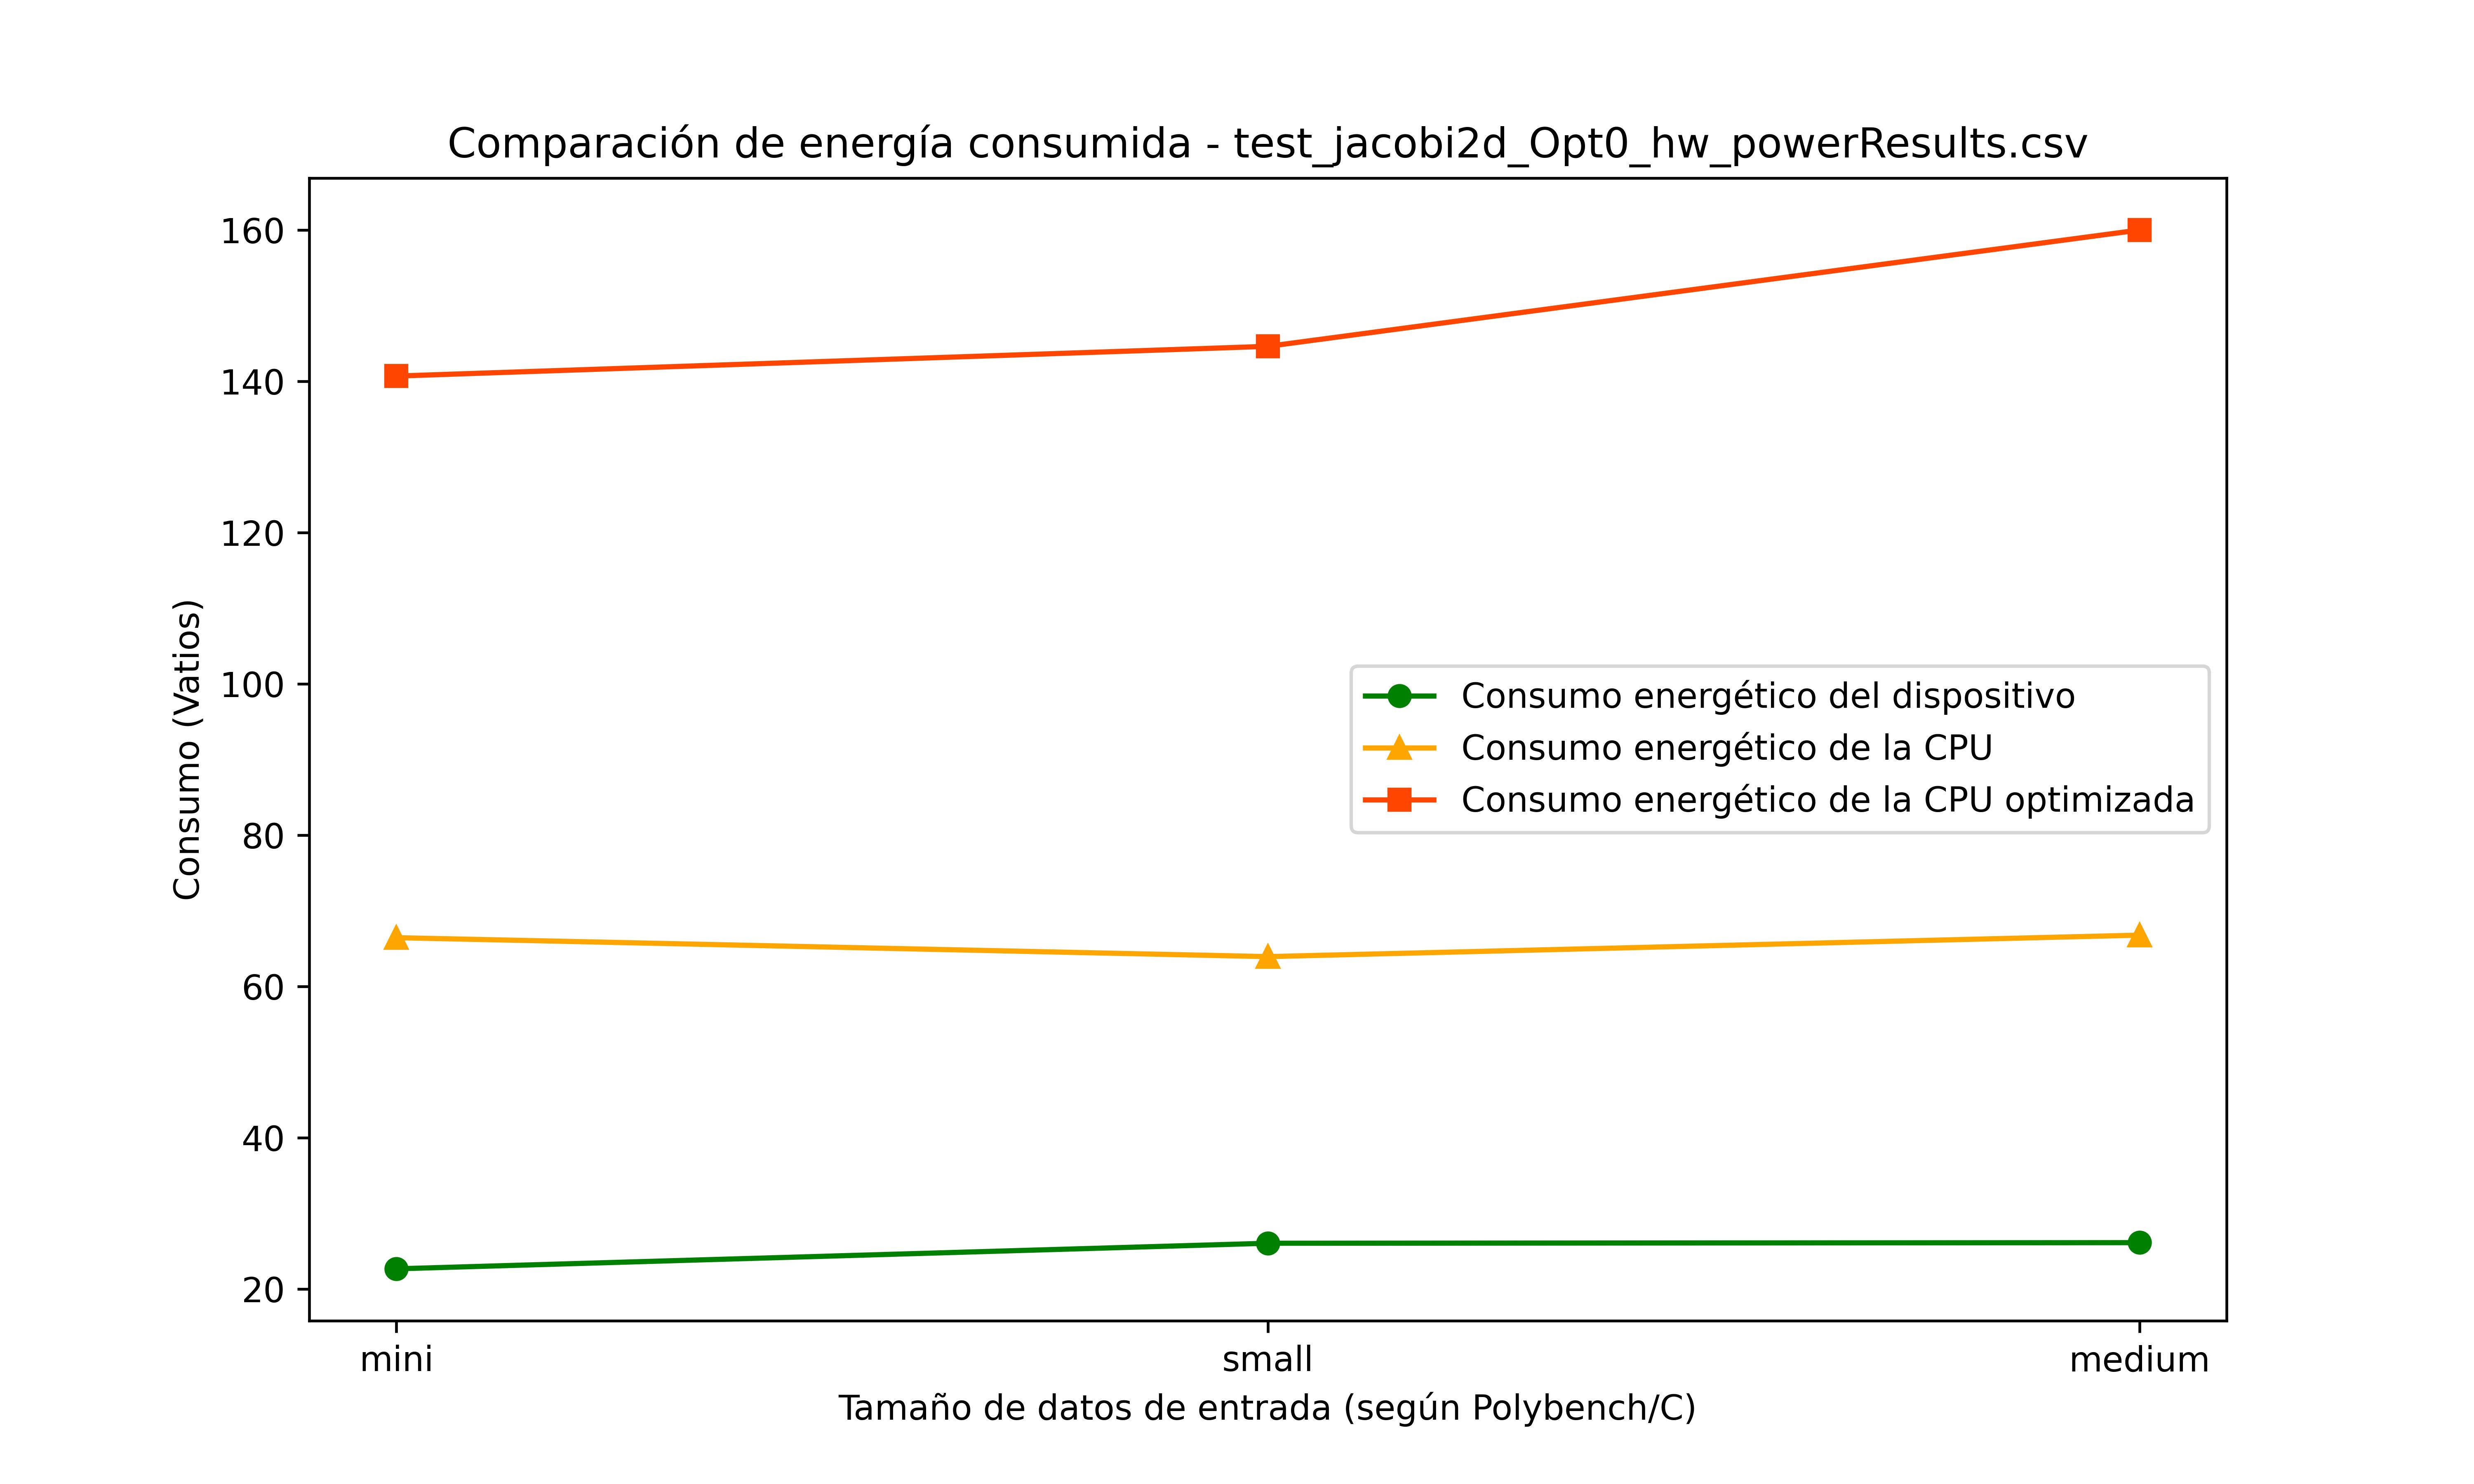 Comparación de energía consumida - test_jacobi2d_Opt0_hw_powerResults.csv
160
140
120
100
80
60
40
20
Consumo (Vatios)
Consumo energético del dispositivo
Consumo energético de la CPU
Consumo energético de la CPU optimizada
mini small medium
Tamaño de datos de entrada (según Polybench/C)